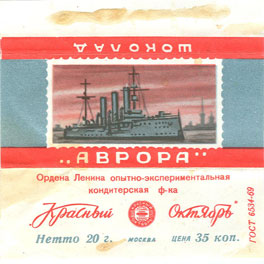 ШОКОЛАД
„АВРОРА"
Ордена Ленина опытно-экспериментальная
кондитерская ф-ка
„Красный Октябрь"
Нетто 20 г. МОСКВА ЦЕНА 35 коп.
ГОСТ 6534-69